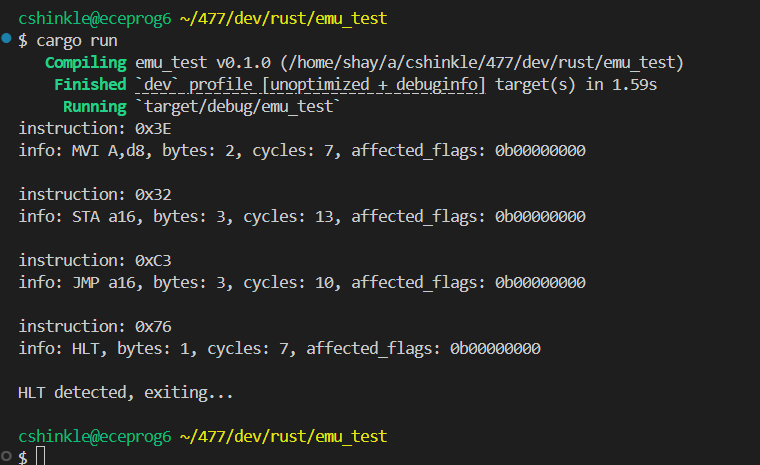 cshinkle@eceprog6 ~/477/dev/rust/emu_test
$ cargo run
Compiling emu_test v0.1.0 (/home/shay/a/cshinkle/477/dev/rust/emu_test)
Finished `dev` profile [unoptimized + debuginfo] target(s) in 1.59s
Running `target/debug/emu_test`
instruction: 0x3E
info: MVI A,d8, bytes: 2, cycles: 7, affected_flags: 0b00000000
instruction: 0x32
info: STA a16, bytes: 3, cycles: 13, affected_flags: 0b00000000
instruction: 0xC3
info: JMP a16, bytes: 3, cycles: 10, affected_flags: 0b00000000
instruction: 0x76
info: HLT, bytes: 1, cycles: 7, affected_flags: 0b00000000
HLT detected, exiting...
cshinkle@eceprog6 ~/477/dev/rust/emu_test
$